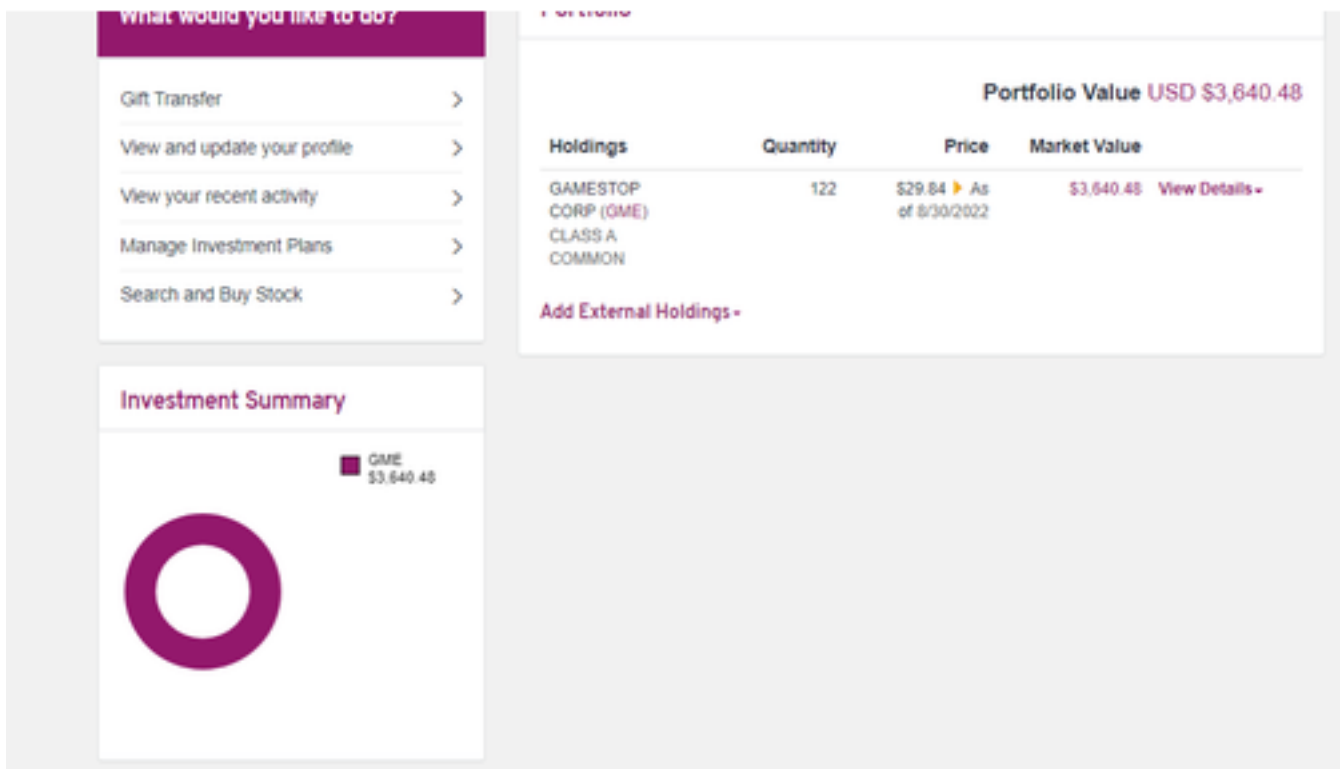 What would you like to do?
Gift Transfer
View and update your profile
View your recent activity
Manage Investment Plans
Search and Buy Stock
Portfolio
Portfolio Value USD $3,640.48
Holdings Quantity Price Market Value
GAMESTOP 122 $29.84 As $3,640.48 View Details
CORP (GME) of 8/30/2022
CLASS A
COMMON
Add External Holdings
Investment Summary
GME
$3,640.48